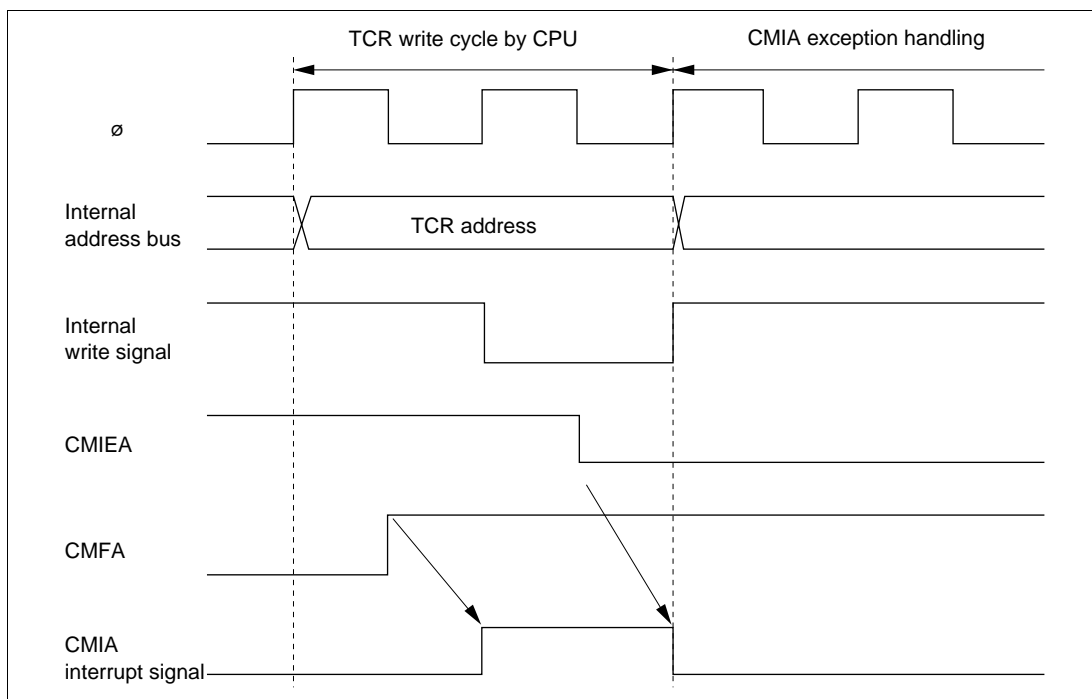 TCR write cycle by CPU
CMIA exception handling
ø
Internal
address bus
TCR address
Internal
write signal
CMIEA
CMFA
CMIA
interrupt signal